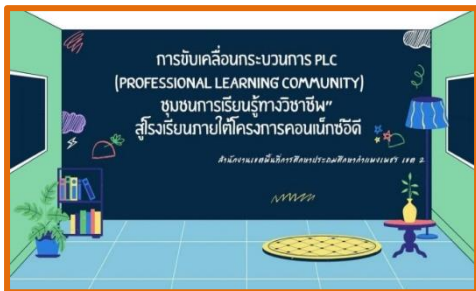 การขับเคลื่อนกระบวนการ PLC
(PROFESSIONAL LEARNING COMMUNITY)
ชุมชนการเรียนรู้ทางวิชาชีพ"
สู่โรงเรียนภายใต้โครงการคอนเน็กซ์อีดี
สำนักงานเขตพื้นที่การศึกษาประถมศึกษากำแพงเพชร เขต 2